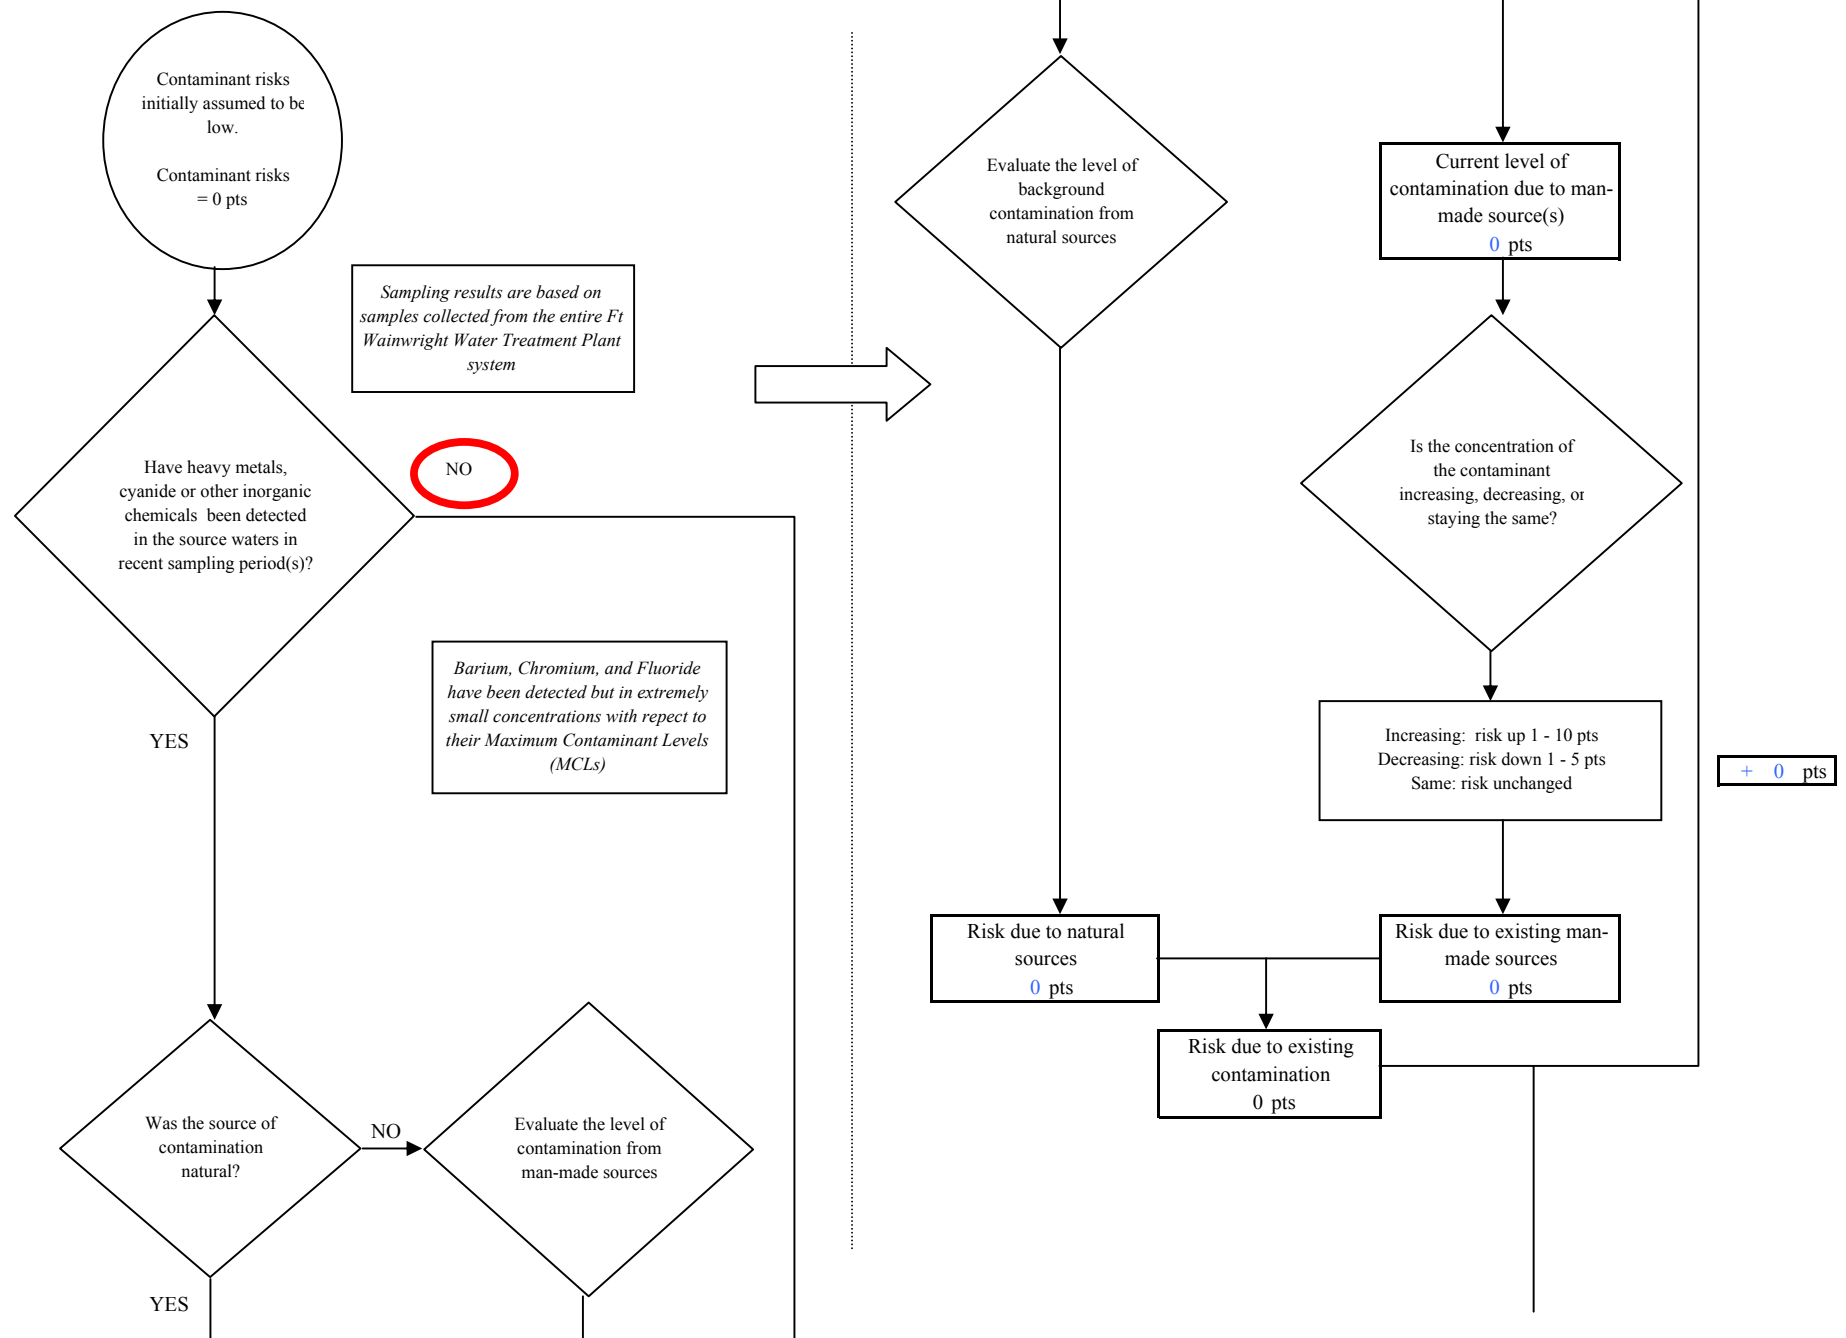 Contaminant risks
initially assumed to be
low.
Contaminant risks
= 0 pts
Sampling results are based on
samples collected from the entire Ft
Wainwright Water Treatment Plant
system
Have heavy metals,
cyanide or other inorganic
chemicals been detected
in the source waters in
recent sampling period(s)?
NO
YES
Barium, Chromium, and Fluoride
have been detected but in extremely
small concentrations with repect to
their Maximum Contaminant Levels
(MCLs)
Was the source of
contamination
natural?
NO
Evaluate the level of
contamination from
man-made sources
YES
Evaluate the level of
background
contamination from
natural sources
Current level of
contamination due to man-
made source(s)
0 pts
Is the concentration of
the contaminant
increasing, decreasing, or
staying the same?
Increasing: risk up 1 - 10 pts
Decreasing: risk down 1 - 5 pts
Same: risk unchanged
+ 0 pts
Risk due to natural
sources
0 pts
Risk due to existing man-
made sources
0 pts
Risk due to existing
contamination
0 pts